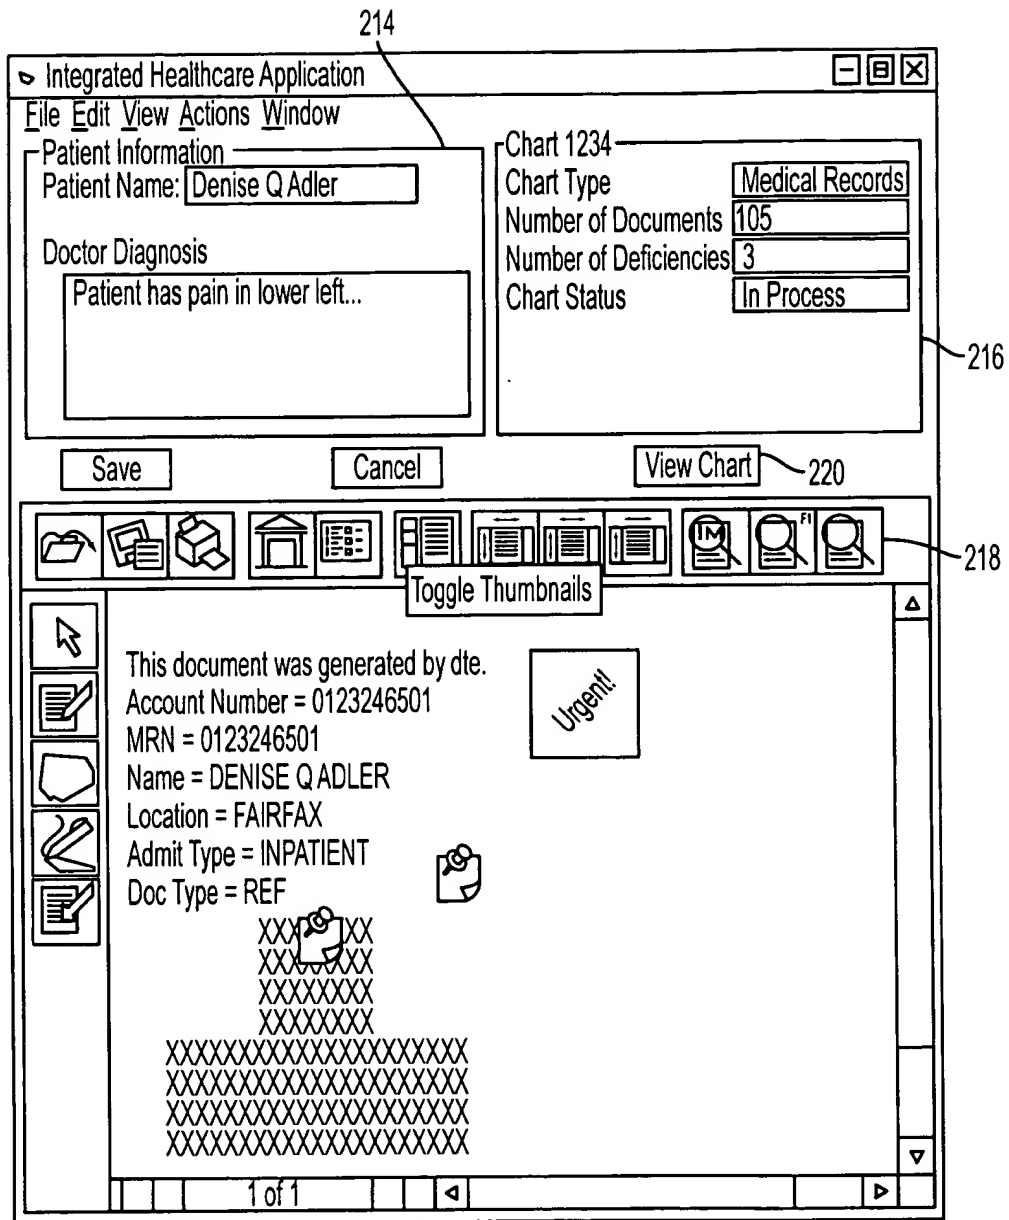 214
Integrated Healthcare Application
File Edit View Actions Window
Patient Information
Patient Name: Denise Q Adler
Doctor Diagnosis
Patient has pain in lower left...
Chart 1234
Chart Type Medical Records
Number of Documents 105
Number of Deficiencies 3
Chart Status In Process
216
Save Cancel View Chart 220
1M F1
218
Toggle Thumbnails
This document was generated by dte.
Account Number = 0123246501
MRN = 0123246501
Name = DENISE Q ADLER
Location = FAIRFAX
Admit Type = INPATIENT
Doc Type = REF
Urgent!
XXXXXXXX
XXXXXXXX
XXXXXXXX
XXXXXXXX
XXXXXXXXXXXXXXXXXXXXX
XXXXXXXXXXXXXXXXXXXXX
XXXXXXXXXXXXXXXXXXXXX
XXXXXXXXXXXXXXXXXXXXX
1 of 1